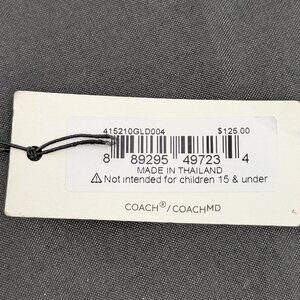 415210GLD004 $125.00
8 89295 49723 4
MADE IN THAILAND
⚠ Not intended for children 15 & under
COACH®/COACHMD